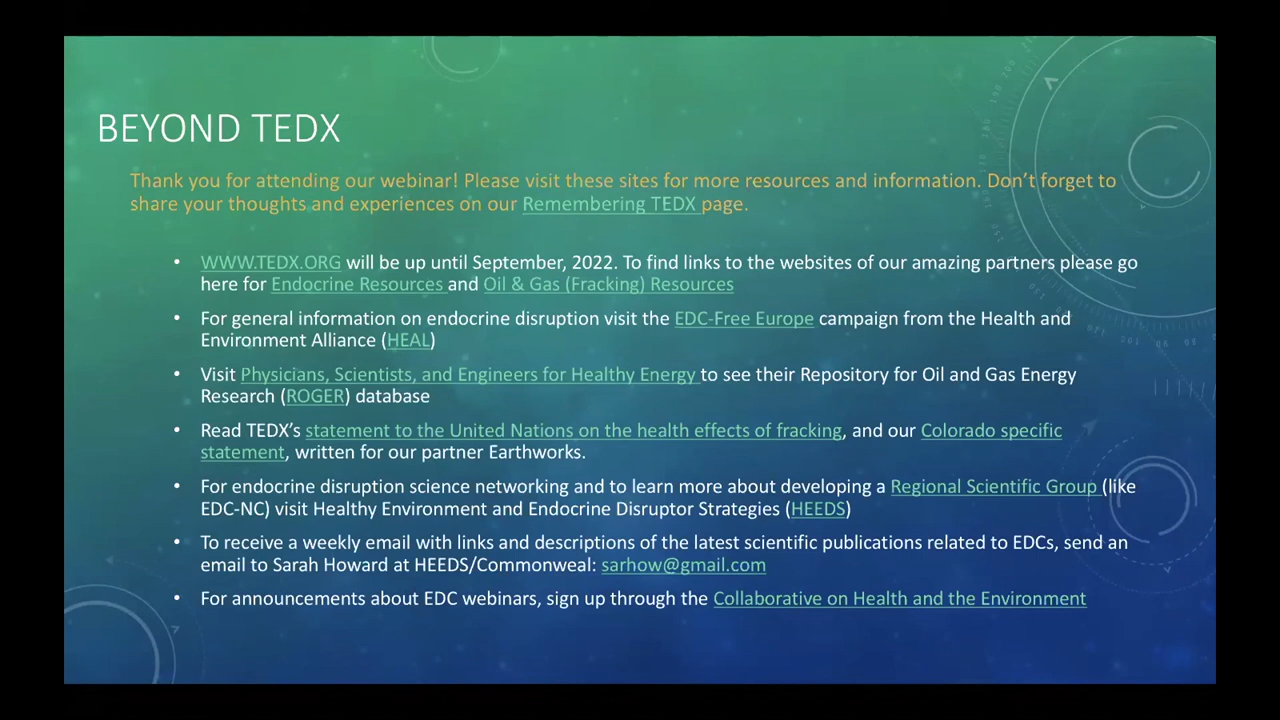 BEYOND TEDX
Thank you for attending our webinar! Please visit these sites for more resources and information. Don't forget to
share your thoughts and experiences on our Remembering TEDX page.
• WWW.TEDX.ORG will be up until September, 2022. To find links to the websites of our amazing partners please go
here for Endocrine Resources and Oil & Gas (Fracking) Resources
• For general information on endocrine disruption visit the EDC-Free Europe campaign from the Health and
Environment Alliance (HEAL)
• Visit Physicians, Scientists, and Engineers for Healthy Energy to see their Repository for Oil and Gas Energy
Research (ROGER) database
• Read TEDX's statement to the United Nations on the health effects of fracking, and our Colorado specific
statement, written for our partner Earthworks.
• For endocrine disruption science networking and to learn more about developing a Regional Scientific Group (like
EDC-NC) visit Healthy Environment and Endocrine Disruptor Strategies (HEEDS)
• To receive a weekly email with links and descriptions of the latest scientific publications related to EDCs, send an
email to Sarah Howard at HEEDS/Commonweal: sarhow@gmail.com
• For announcements about EDC webinars, sign up through the Collaborative on Health and the Environment